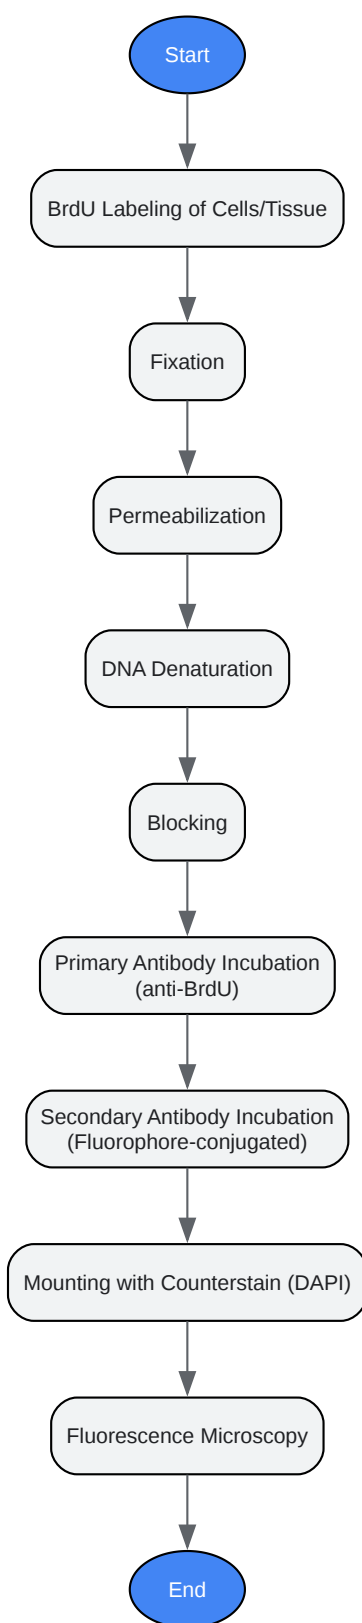 Start
BrdU Labeling of Cells/Tissue
Fixation
Permeabilization
DNA Denaturation
Blocking
Primary Antibody Incubation
(anti-BrdU)
Secondary Antibody Incubation
(Fluorophore-conjugated)
Mounting with Counterstain (DAPI)
Fluorescence Microscopy
End